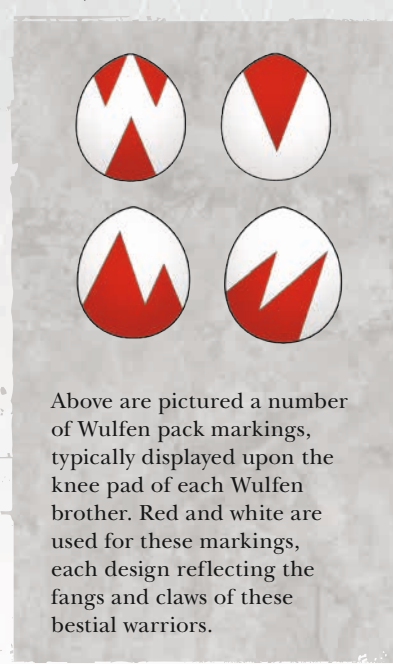 Above are pictured a number
of Wulfen pack markings,
typically displayed upon the
knee pad of each Wulfen
brother. Red and white are
used for these markings,
each design reflecting the
fangs and claws of these
bestial warriors.